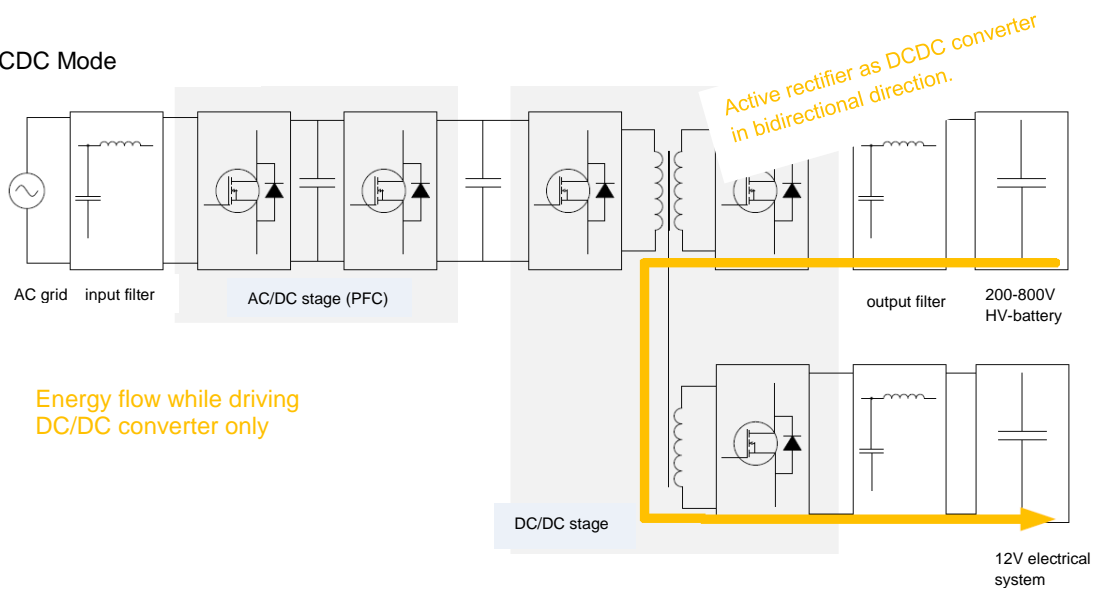 CDC Mode
Active rectifier as DCDC converter
in bidirectional direction.
AC grid
input filter
AC/DC stage (PFC)
output filter
200-800V
HV-battery
Energy flow while driving
DC/DC converter only
DC/DC stage
12V electrical
system